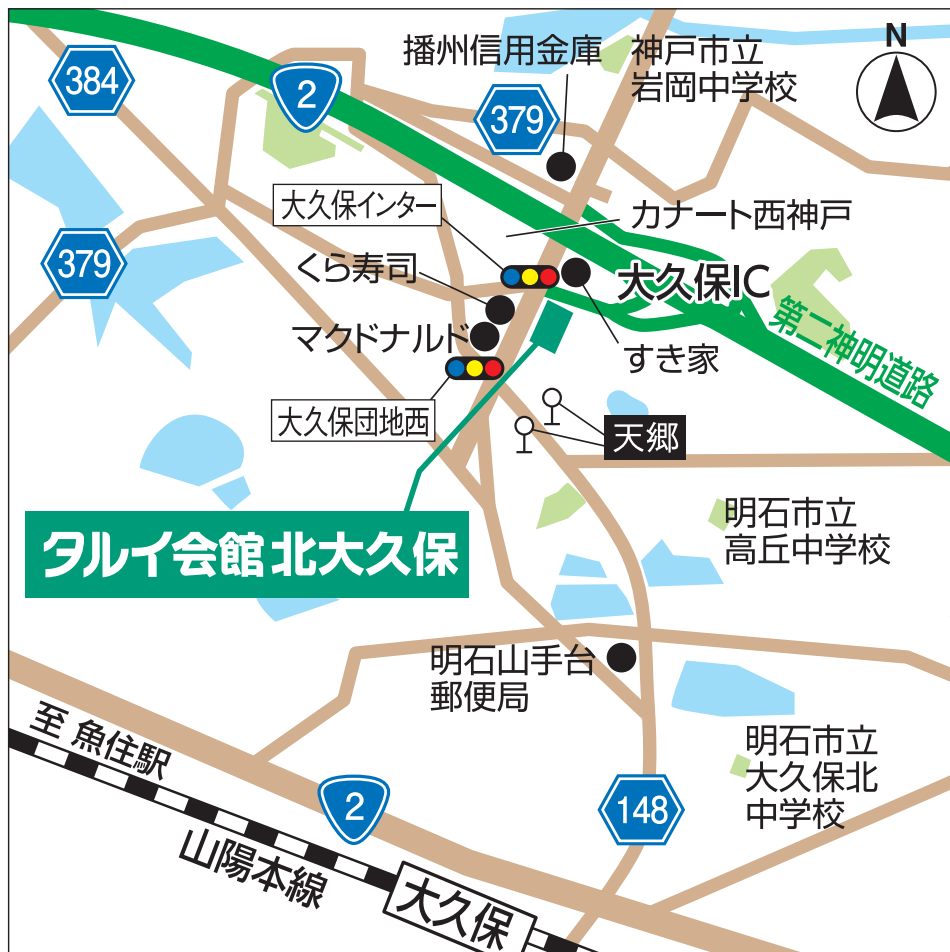 播州信用金庫
神戸市立
岩岡中学校
N
384
2
379
大久保インター
カナート西神戸
379
くら寿司
大久保IC
マクドナルド
すき家
第二神明道路
大久保団地西
天郷
明石市立
高丘中学校
タルイ会館 北大久保
明石山手台
郵便局
至 魚住駅
明石市立
大久保北
中学校
2
148
山陽本線
大久保